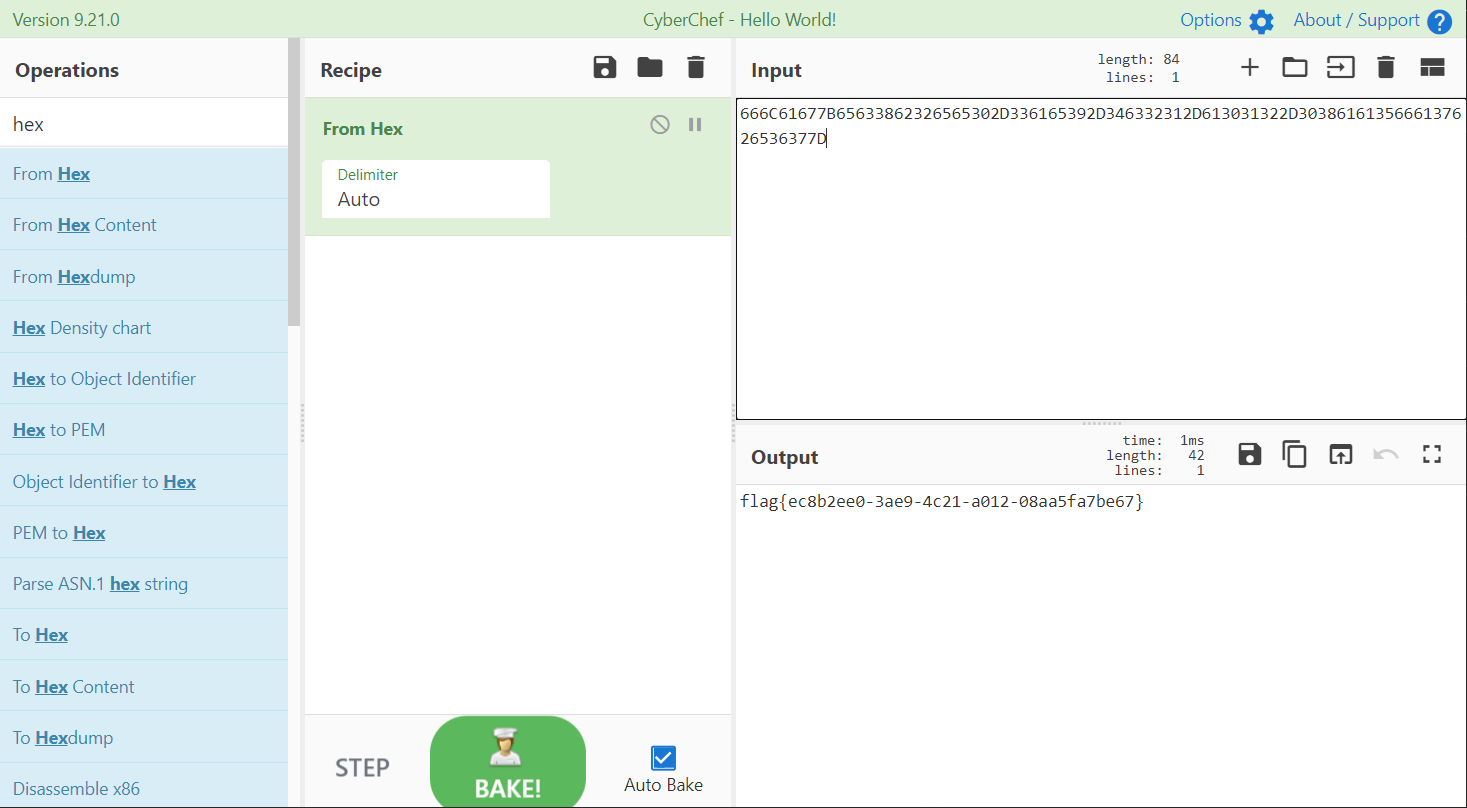 Version 9.21.0
CyberChef - Hello World!
Options
About / Support
Operations
hex
From Hex
From Hex Content
From Hexdump
Hex Density chart
Hex to Object Identifier
Hex to PEM
Object Identifier to Hex
PEM to Hex
Parse ASN.1 hex string
To Hex
To Hex Content
To Hexdump
Disassemble x86
Recipe
From Hex
Delimiter
Auto
STEP
BAKE!
Auto Bake
Input
length: 84
lines: 1
666C61677B65633862326565302D336165392D346332312D613031322D3038616135666137
626536377D
Output
time: 1ms
length: 42
lines: 1
flag{ec8b2ee0-3ae9-4c21-a012-08aa5fa7be67}